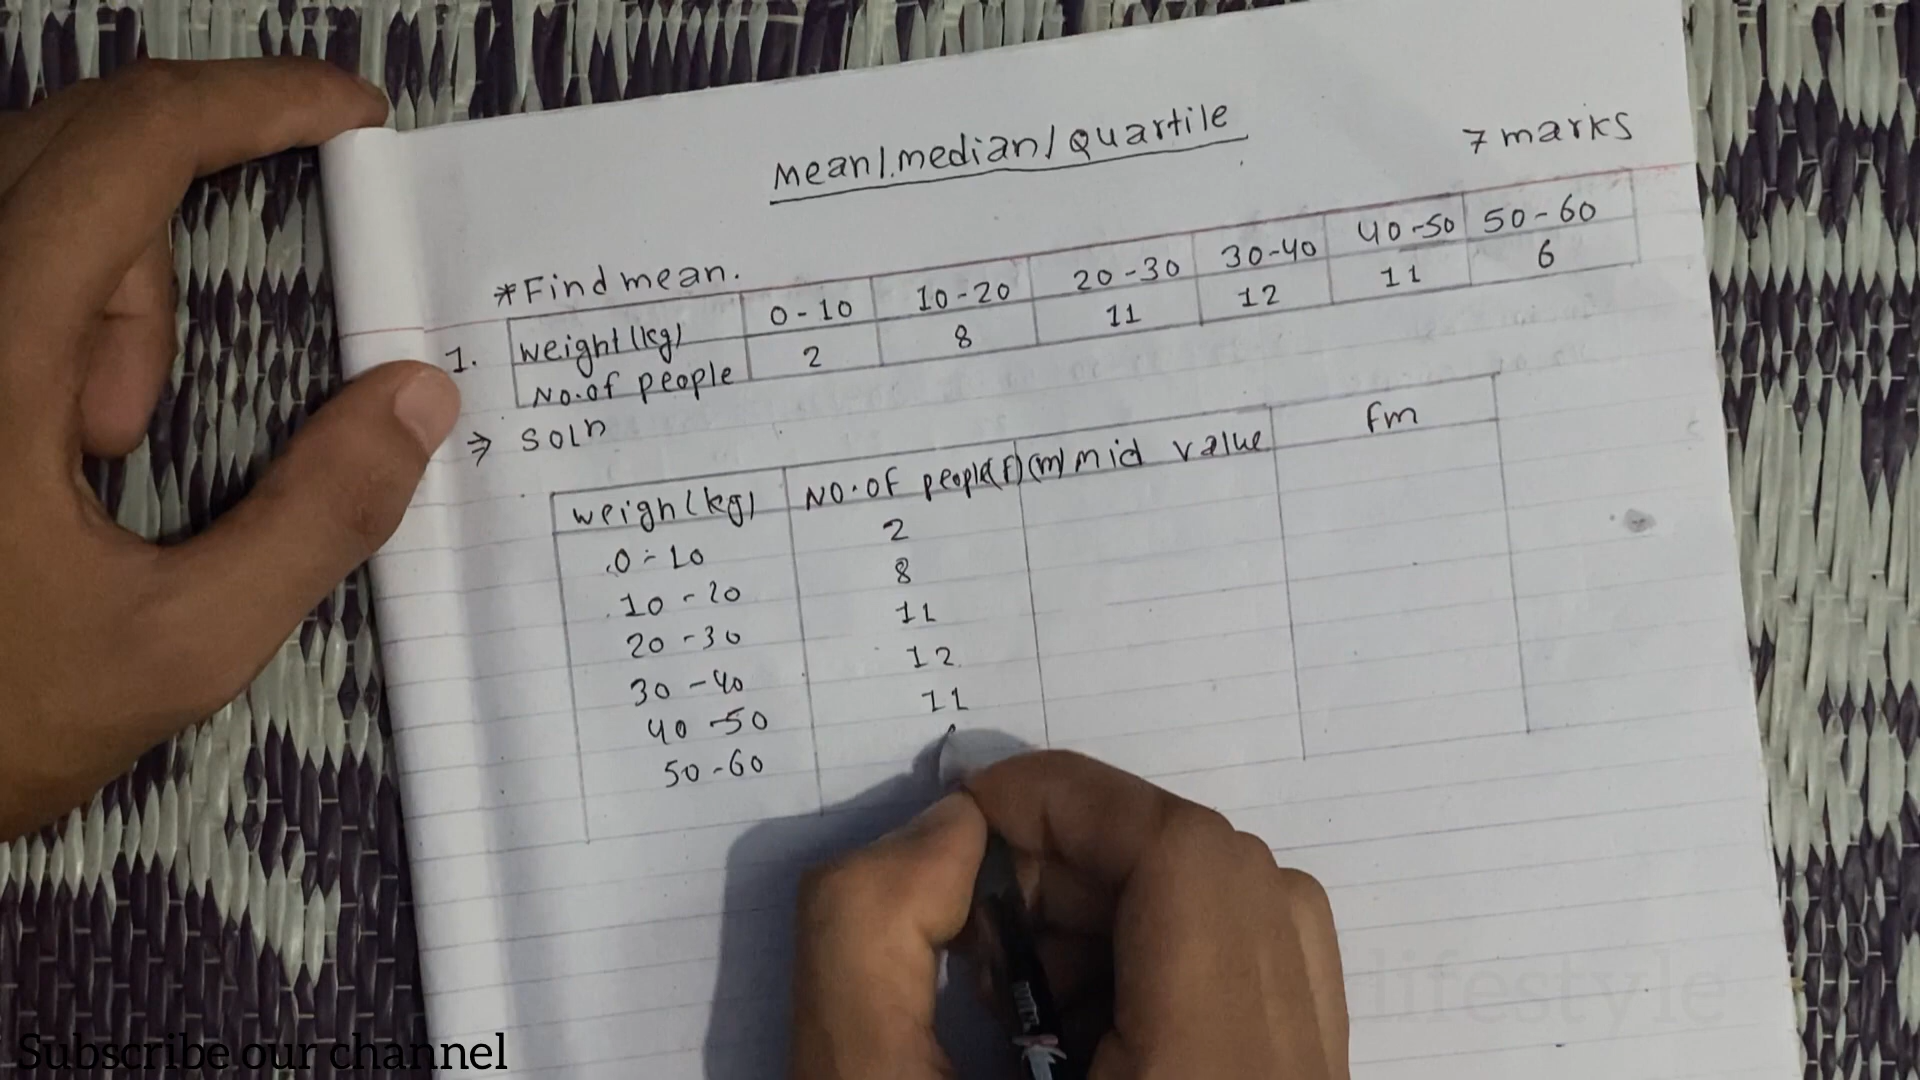 Mean/.median/Quartile
7 marks
*Find mean.
1. Weight(kg) 0-10 10-20 20-30 30-40 40-50 50-60
No.of people 2 8 11 12 11 6
⇒ Soln
weigh(kg) NO.OF people(F) (m) mid value fm
0-10 2
10-20 8
20-30 11
30-40 12
40-50 11
50-60
lifestyle
Subscribe our channel